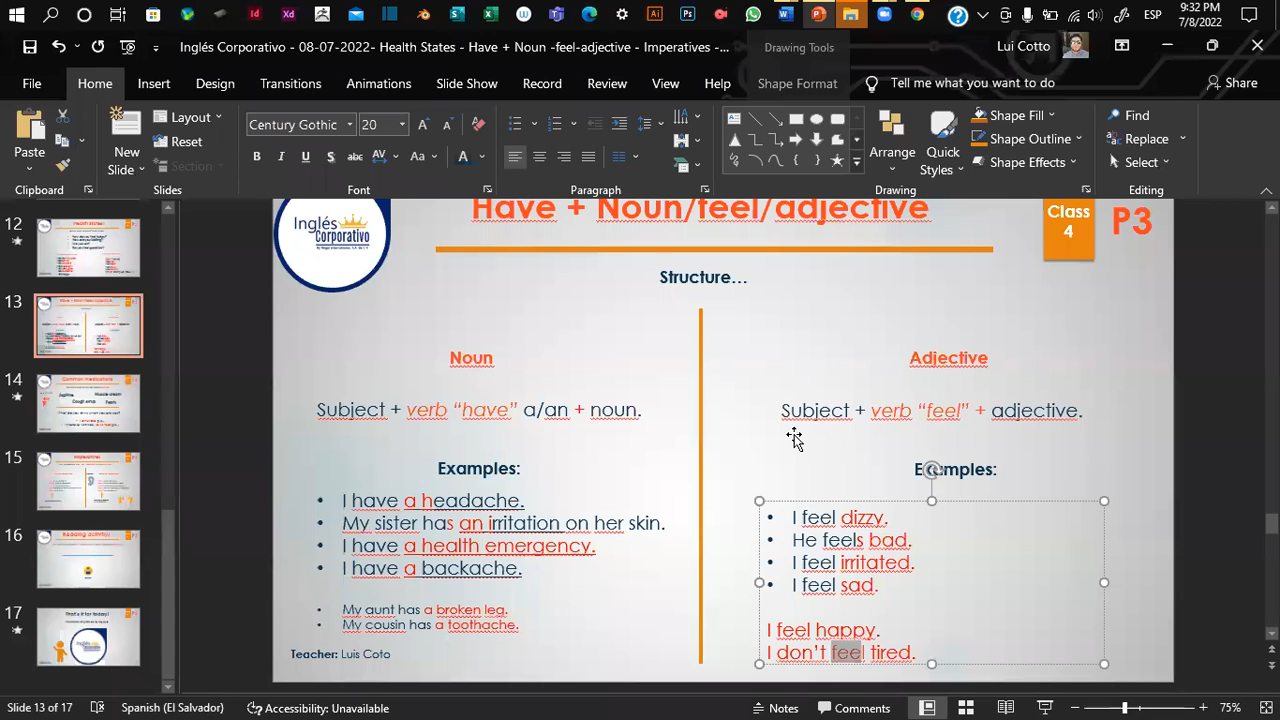 ESP
9:32 PM
7/8/2022
Inglés Corporativo - 08-07-2022- Health States - Have + Noun -feel-adjective - Imperatives -...
Drawing Tools
Lui Cotto
File
Home
Insert
Design
Transitions
Animations
Slide Show
Record
Review
View
Help
Shape Format
Tell me what you want to do
Share
Paste
New Slide
Layout
Reset
Section
Century Gothic
20
Arrange
Quick Styles
Shape Fill
Shape Outline
Shape Effects
Find
Replace
Select
Clipboard
Slides
Font
Paragraph
Drawing
Editing
12
13
14
15
16
17
Inglés
Corporativo
Have + Noun/feel/adjective
Class
4
P3
Structure…
Noun
Subject + verb “have” a/an + noun.
Examples:
• I have a headache.
• My sister has an irritation on her skin.
• I have a health emergency.
• I have a backache.
• My aunt has a broken leg.
• My cousin has a toothache.
Teacher: Luis Coto
Adjective
Subject + verb “feel” + adjective.
Examples:
• I feel dizzy.
• He feels bad.
• I feel irritated.
• I feel sad.
I feel happy.
I don’t feel tired.
Slide 13 of 17
Spanish (El Salvador)
Accessibility: Unavailable
Notes
Comments
75%